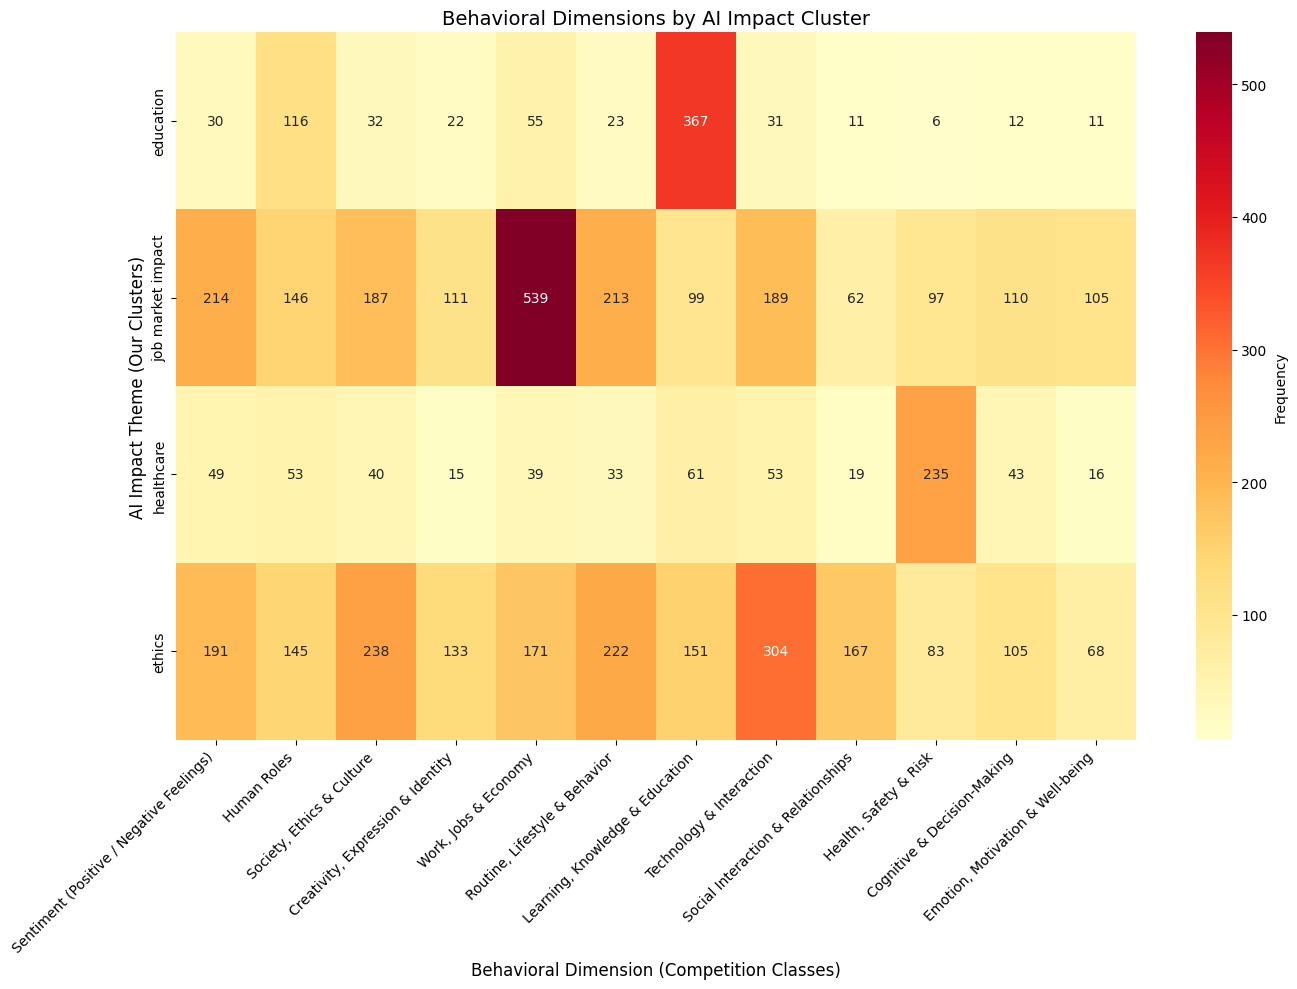 Behavioral Dimensions by AI Impact Cluster
AI Impact Theme (Our Clusters)
education
30 116 32 22 55 23 367 31 11 6 12 11
job market impact
214 146 187 111 539 213 99 189 62 97 110 105
healthcare
49 53 40 15 39 33 61 53 19 235 43 16
ethics
191 145 238 133 171 222 151 304 167 83 105 68
Sentiment (Positive / Negative Feelings)
Human Roles
Society, Ethics & Culture
Creativity, Expression & Identity
Work, Jobs & Economy
Routine, Lifestyle & Behavior
Learning, Knowledge & Education
Technology & Interaction
Social Interaction & Relationships
Health, Safety & Risk
Cognitive & Decision-Making
Emotion, Motivation & Well-being
Behavioral Dimension (Competition Classes)
500
400
300
200
100
Frequency